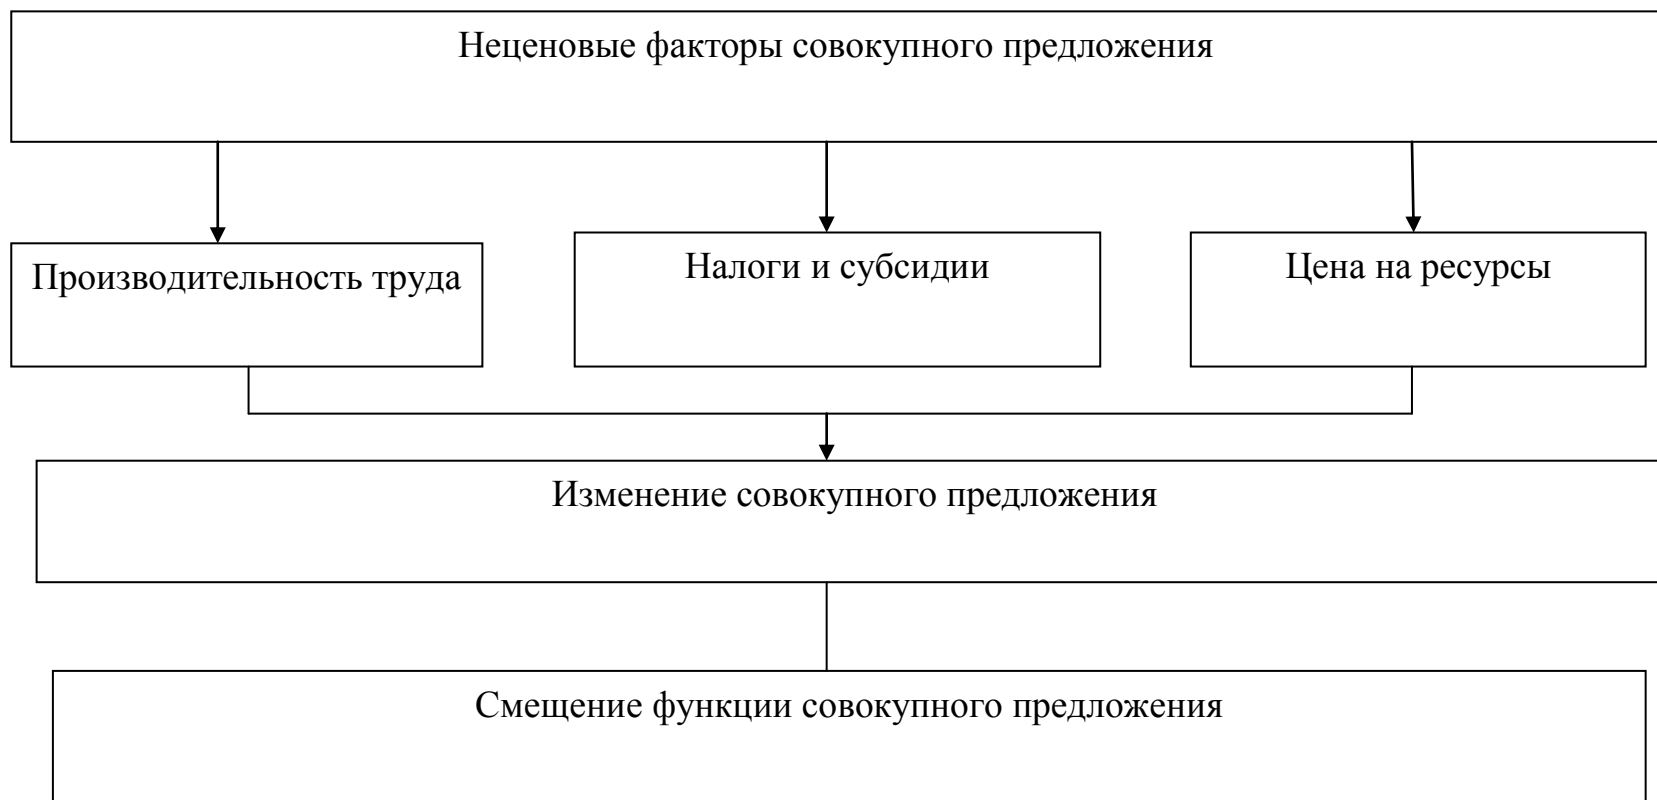 Неценовые факторы совокупного предложения
Производительность труда
Налоги и субсидии
Цена на ресурсы
Изменение совокупного предложения
Смещение функции совокупного предложения